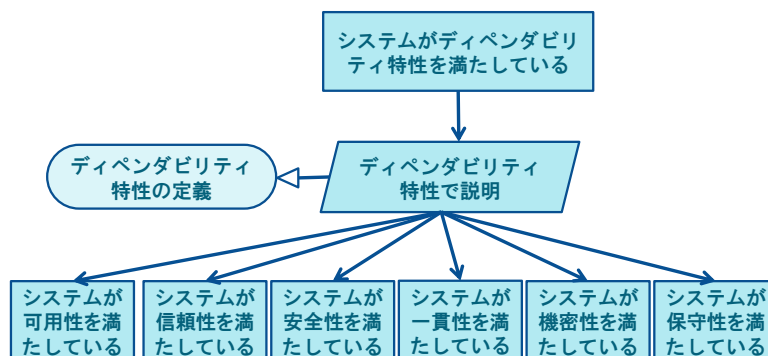 システムがディペンダビリ
ティ特性を満たしている
ディペンダビリティ
特性の定義
ディペンダビリティ
特性で説明
システムが
可用性を満
たしている
システムが
信頼性を満
たしている
システムが
安全性を満
たしている
システムが
一貫性を満
たしている
システムが
機密性を満
たしている
システムが
保守性を満
たしている